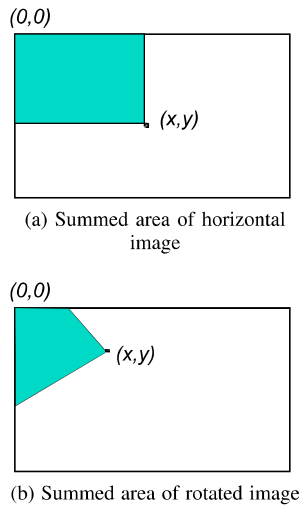 (0,0)
(x,y)
(a) Summed area of horizontal
image
(0,0)
(x,y)
(b) Summed area of rotated image